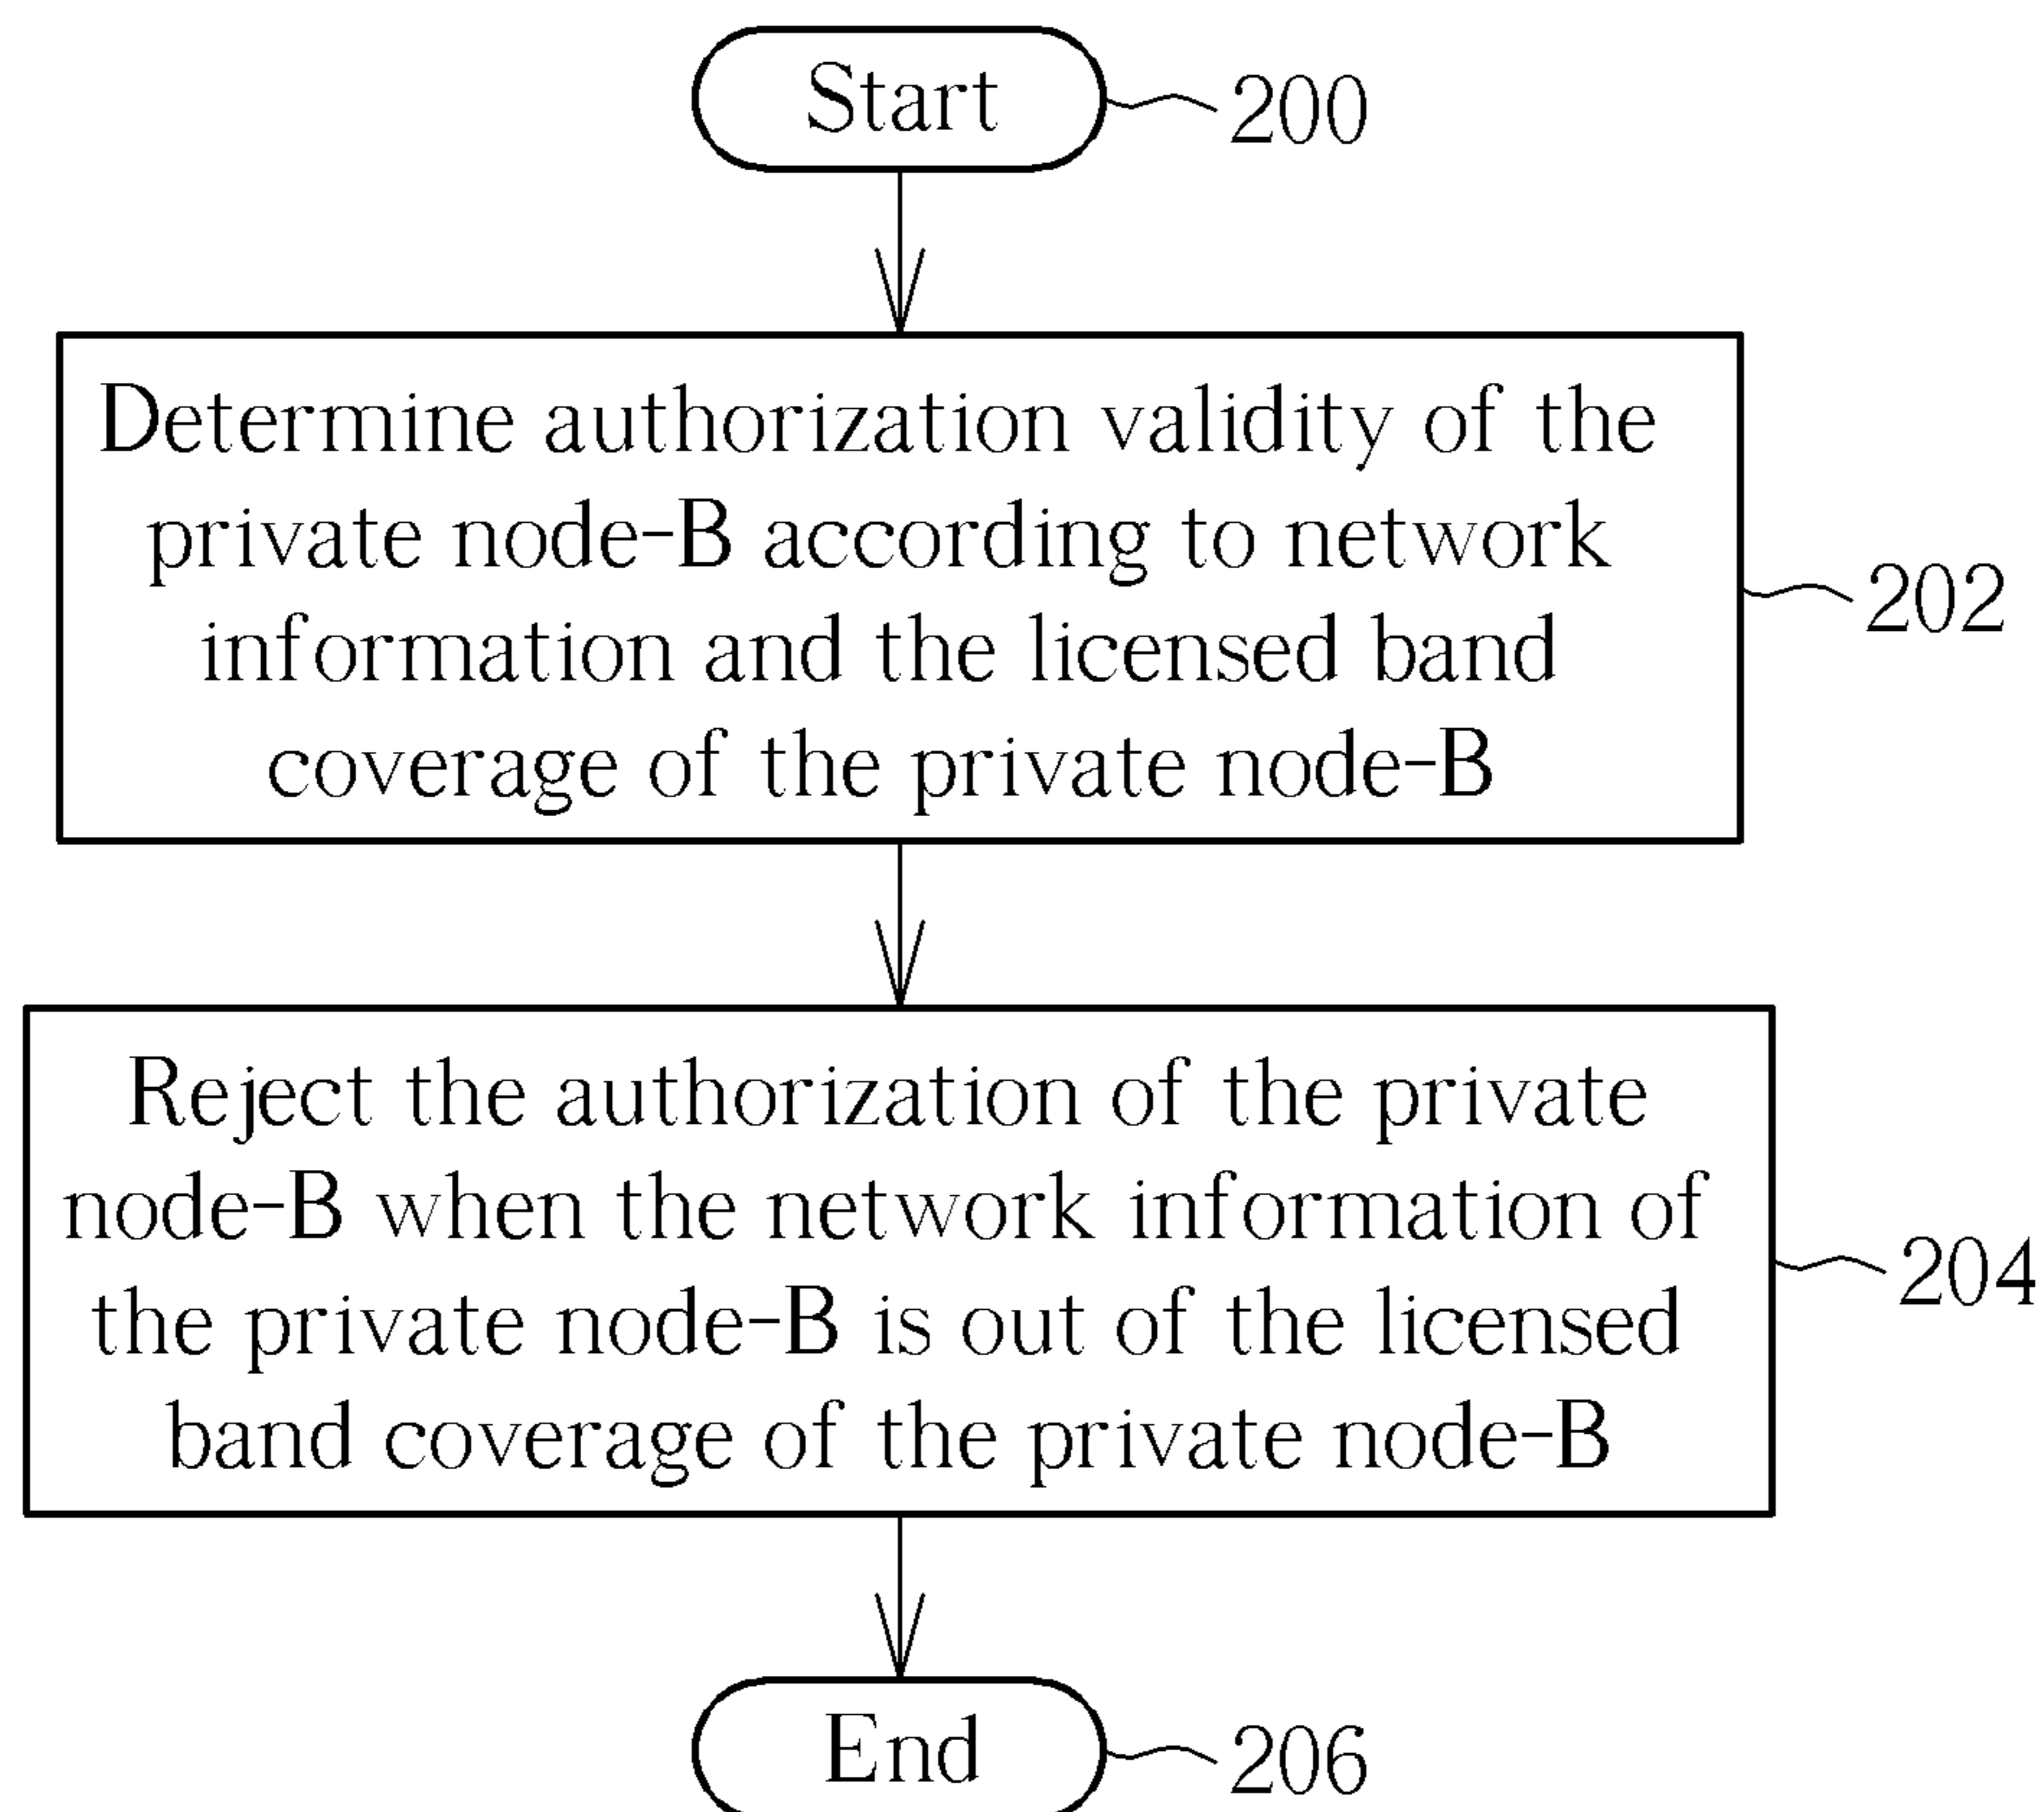 Start
200
Determine authorization validity of the
private node-B according to network
information and the licensed band
coverage of the private node-B
202
Reject the authorization of the private
node-B when the network information of
the private node-B is out of the licensed
band coverage of the private node-B
204
End
206